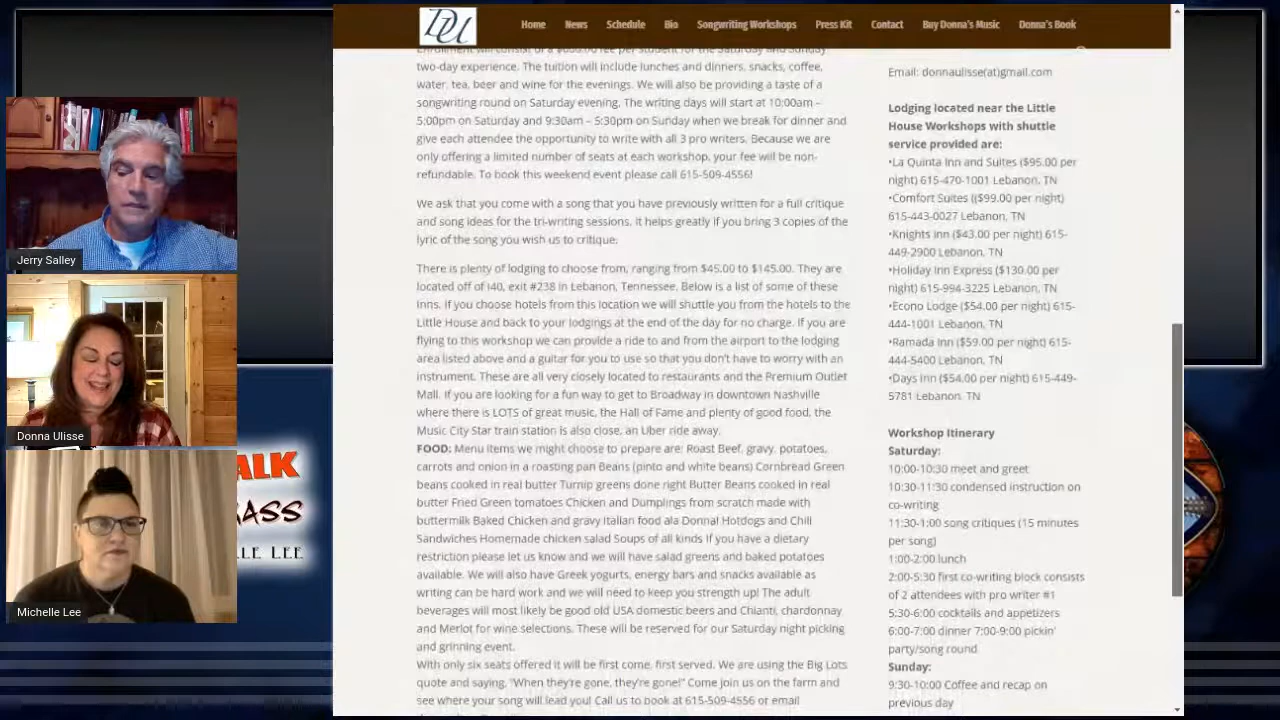 DU
Home News Schedule Bio Songwriting Workshops Press Kit Contact Buy Donna's Music Donna's Book
Enrollment will consist of a $600.00 fee per student for the Saturday and Sunday
two-day experience. The tuition will include lunches and dinners, snacks, coffee,
water, tea, beer and wine for the evenings. We will also be providing a taste of a
songwriting round on Saturday evening. The writing days will start at 10:00am –
5:00pm on Saturday and 9:30am – 5:30pm on Sunday when we break for dinner and
give each attendee the opportunity to write with all 3 pro writers. Because we are
only offering a limited number of seats at each workshop, your fee will be non-
refundable. To book this weekend event please call 615-509-4556!
We ask that you come with a song that you have previously written for a full critique
and song ideas for the tri-writing sessions. It helps greatly if you bring 3 copies of the
lyric of the song you wish us to critique.
There is plenty of lodging to choose from, ranging from $45.00 to $145.00. They are
located off of I40, exit #238 in Lebanon, Tennessee. Below is a list of some of these
inns. If you choose hotels from this location we will shuttle you from the hotels to the
Little House and back to your lodgings at the end of the day for no charge. If you are
flying to this workshop we can provide a ride to and from the airport to the lodging
area listed above and a guitar for you to use so that you don't have to worry with an
instrument. These are all very closely located to restaurants and the Premium Outlet
Mall. If you are looking for a fun way to get to Broadway in downtown Nashville
where there is LOTS of great music, the Hall of Fame and plenty of good food, the
Music City Star train station is also close, an Uber ride away.
FOOD: Menu items we might choose to prepare are: Roast Beef, gravy, potatoes,
carrots and onion in a roasting pan Beans (pinto and white beans) Cornbread Green
beans cooked in real butter Turnip greens done right Butter Beans cooked in real
butter Fried Green tomatoes Chicken and Dumplings from scratch made with
buttermilk Baked Chicken and gravy Italian food ala Donna! Hotdogs and Chili
Sandwiches Homemade chicken salad Soups of all kinds If you have a dietary
restriction please let us know and we will have salad greens and baked potatoes
available. We will also have Greek yogurts, energy bars and snacks available as
writing can be hard work and we will need to keep you strength up! The adult
beverages will most likely be good old USA domestic beers and Chianti, chardonnay
and Merlot for wine selections. These will be reserved for our Saturday night picking
and grinning event.
With only six seats offered it will be first come, first served. We are using the Big Lots
quote and saying, "When they're gone, they're gone!" Come join us on the farm and
see where your song will lead you! Call us to book at 615-509-4556 or email
Email: donnaulisse(at)gmail.com
Lodging located near the Little
House Workshops with shuttle
service provided are:
•La Quinta Inn and Suites ($95.00 per
night) 615-470-1001 Lebanon, TN
•Comfort Suites (($99.00 per night)
615-443-0027 Lebanon, TN
•Knights inn ($43.00 per night) 615-
449-2900 Lebanon, TN
•Holiday Inn Express ($130.00 per
night) 615-994-3225 Lebanon, TN
•Econo Lodge ($54.00 per night) 615-
444-1001 Lebanon, TN
•Ramada Inn ($59.00 per night) 615-
444-5400 Lebanon, TN
•Days Inn ($54.00 per night) 615-449-
5781 Lebanon, TN
Workshop Itinerary
Saturday:
10:00-10:30 meet and greet
10:30-11:30 condensed instruction on
co-writing
11:30-1:00 song critiques (15 minutes
per song)
1:00-2:00 lunch
2:00-5:30 first co-writing block consists
of 2 attendees with pro writer #1
5:30-6:00 cocktails and appetizers
6:00-7:00 dinner 7:00-9:00 pickin'
party/song round
Sunday:
9:30-10:00 Coffee and recap on
previous day
Jerry Salley
Donna Ulisse
Michelle Lee
ALK
RASS
LE LEE